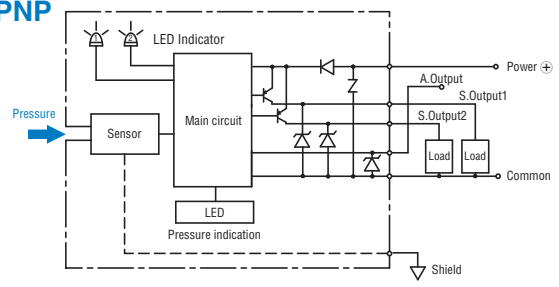 PNP
1
2
LED Indicator
Power ⊕
A.Output
S.Output1
Pressure
S.Output2
Sensor
Main circuit
Load
Load
Common
LED
Pressure indication
Shield